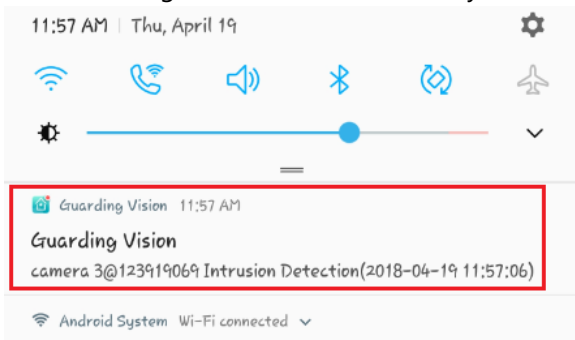 11:57 AM | Thu, April 19
Guarding Vision 11:57 AM
Guarding Vision
camera 3@123919069 Intrusion Detection(2018-04-19 11:57:06)
Android System Wi-Fi connected